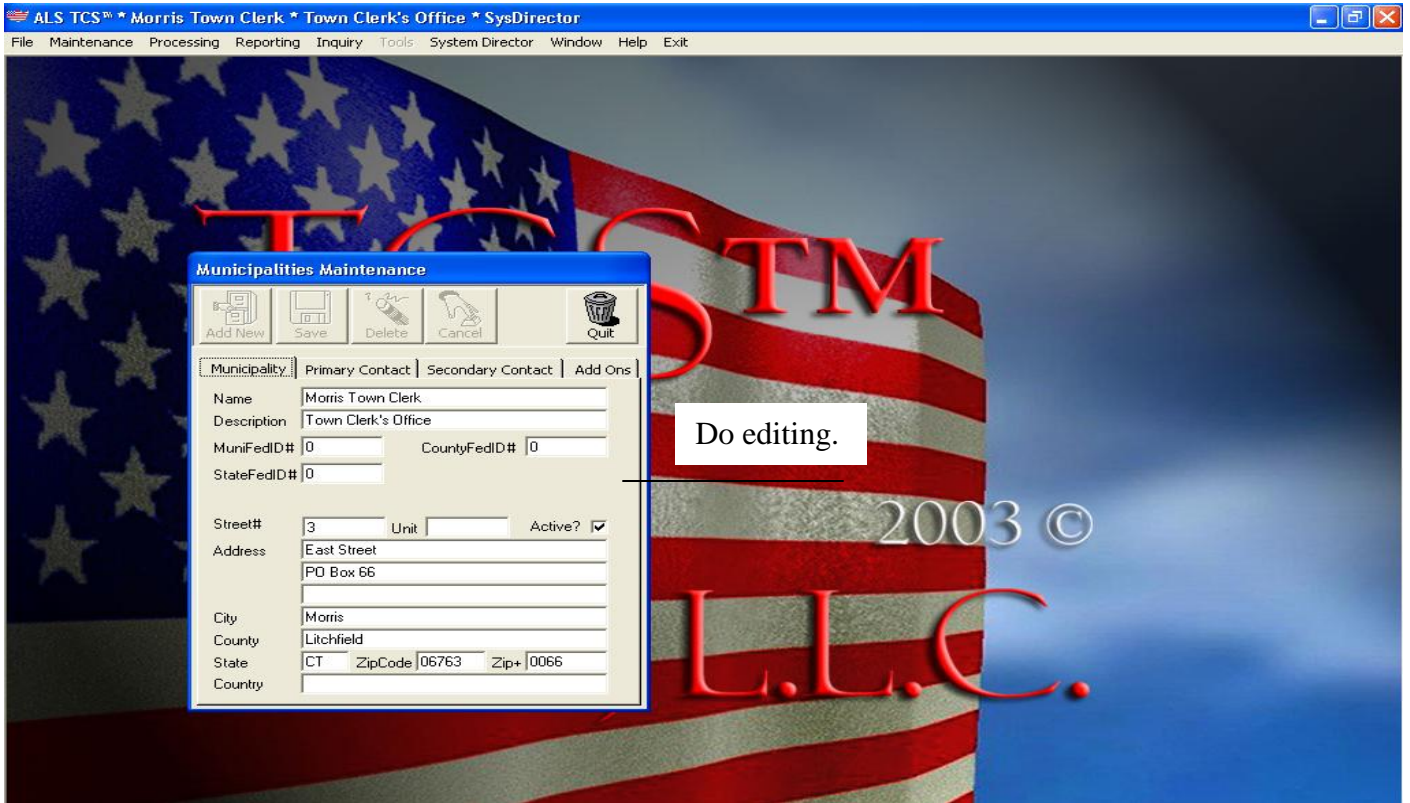 ALS TCS™ * Morris Town Clerk * Town Clerk's Office * SysDirector
File Maintenance Processing Reporting Inquiry Tools System Director Window Help Exit
TCS TM
2003 ©
L.L.C.
Municipalities Maintenance
Add New Save Delete Cancel Quit
Municipality Primary Contact Secondary Contact Add Ons
Name Morris Town Clerk
Description Town Clerk's Office
MuniFedID# 0 CountyFedID# 0
StateFedID# 0
Street# 3 Unit Active?
Address East Street
PO Box 66
City Morris
County Litchfield
State CT ZipCode 06763 Zip+ 0066
Country
Do editing.